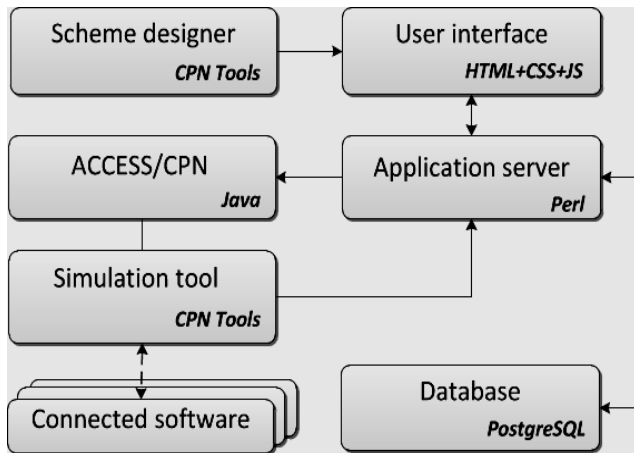 Scheme designer
CPN Tools
User interface
HTML+CSS+JS
ACCESS/CPN
Java
Application server
Perl
Simulation tool
CPN Tools
Connected software
Database
PostgreSQL